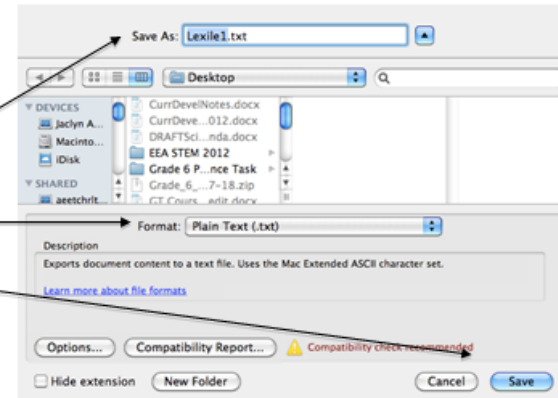 Save As: Lexile1.txt
Desktop
DEVICES
Jaclyn A...
Macinto...
iDisk
SHARED
aeetchrlt...
CurrDevelNotes.docx
CurrDeve...012.docx
DRAFTSci...nda.docx
EEA STEM 2012
Grade 6 P...nce Task
Grade_6_...7-18.zip
GT Cours...edit.docx
Format: Plain Text (.txt)
Description
Exports document content to a text file. Uses the Mac Extended ASCII character set.
Learn more about file formats
Options...
Compatibility Report...
Compatibility check recommended
Hide extension
New Folder
Cancel
Save